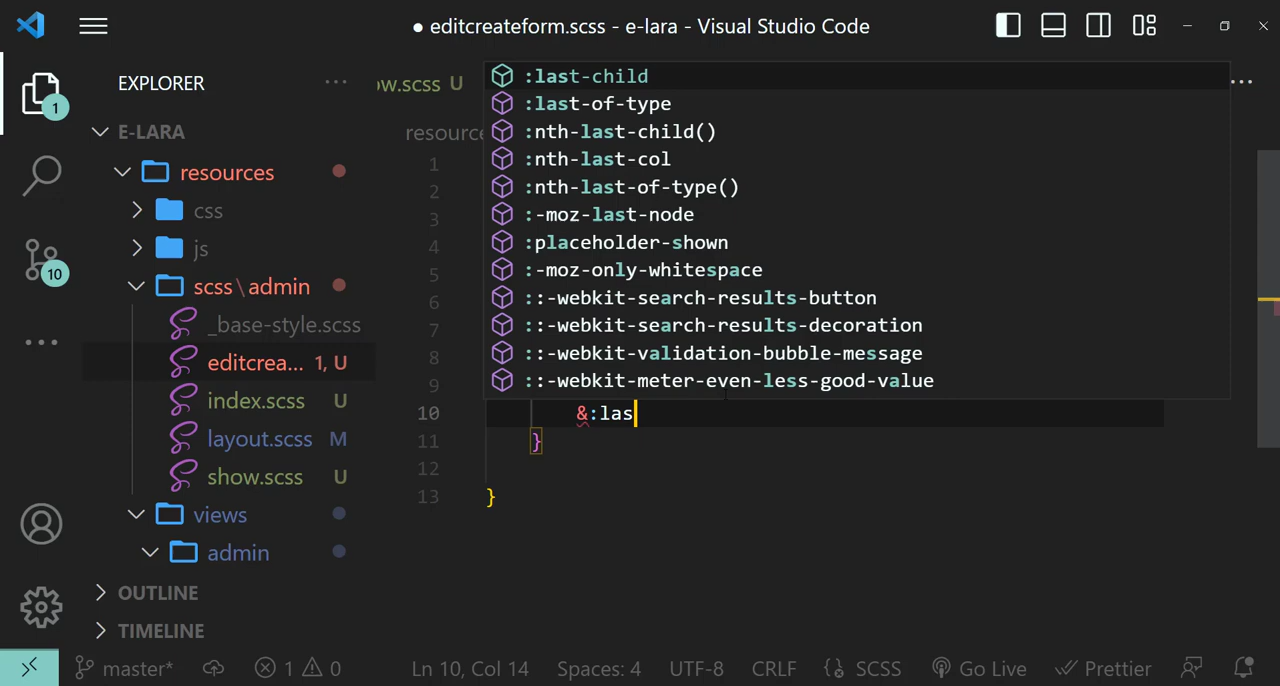 ● editcreateform.scss - e-lara - Visual Studio Code
EXPLORER
ow.scss U
1
E-LARA
resource
resources
css
js
10
scss\admin
_base-style.scss
editcrea... 1, U
index.scss U
layout.scss M
show.scss U
views
admin
OUTLINE
TIMELINE
:last-child
:last-of-type
:nth-last-child()
:nth-last-col
:nth-last-of-type()
:-moz-last-node
:placeholder-shown
:-moz-only-whitespace
::-webkit-search-results-button
::-webkit-search-results-decoration
::-webkit-validation-bubble-message
::-webkit-meter-even-less-good-value
1
2
3
4
5
6
7
8
9
10 &:las
11 }
12
13 }
master* 1 0 Ln 10, Col 14 Spaces: 4 UTF-8 CRLF SCSS Go Live Prettier